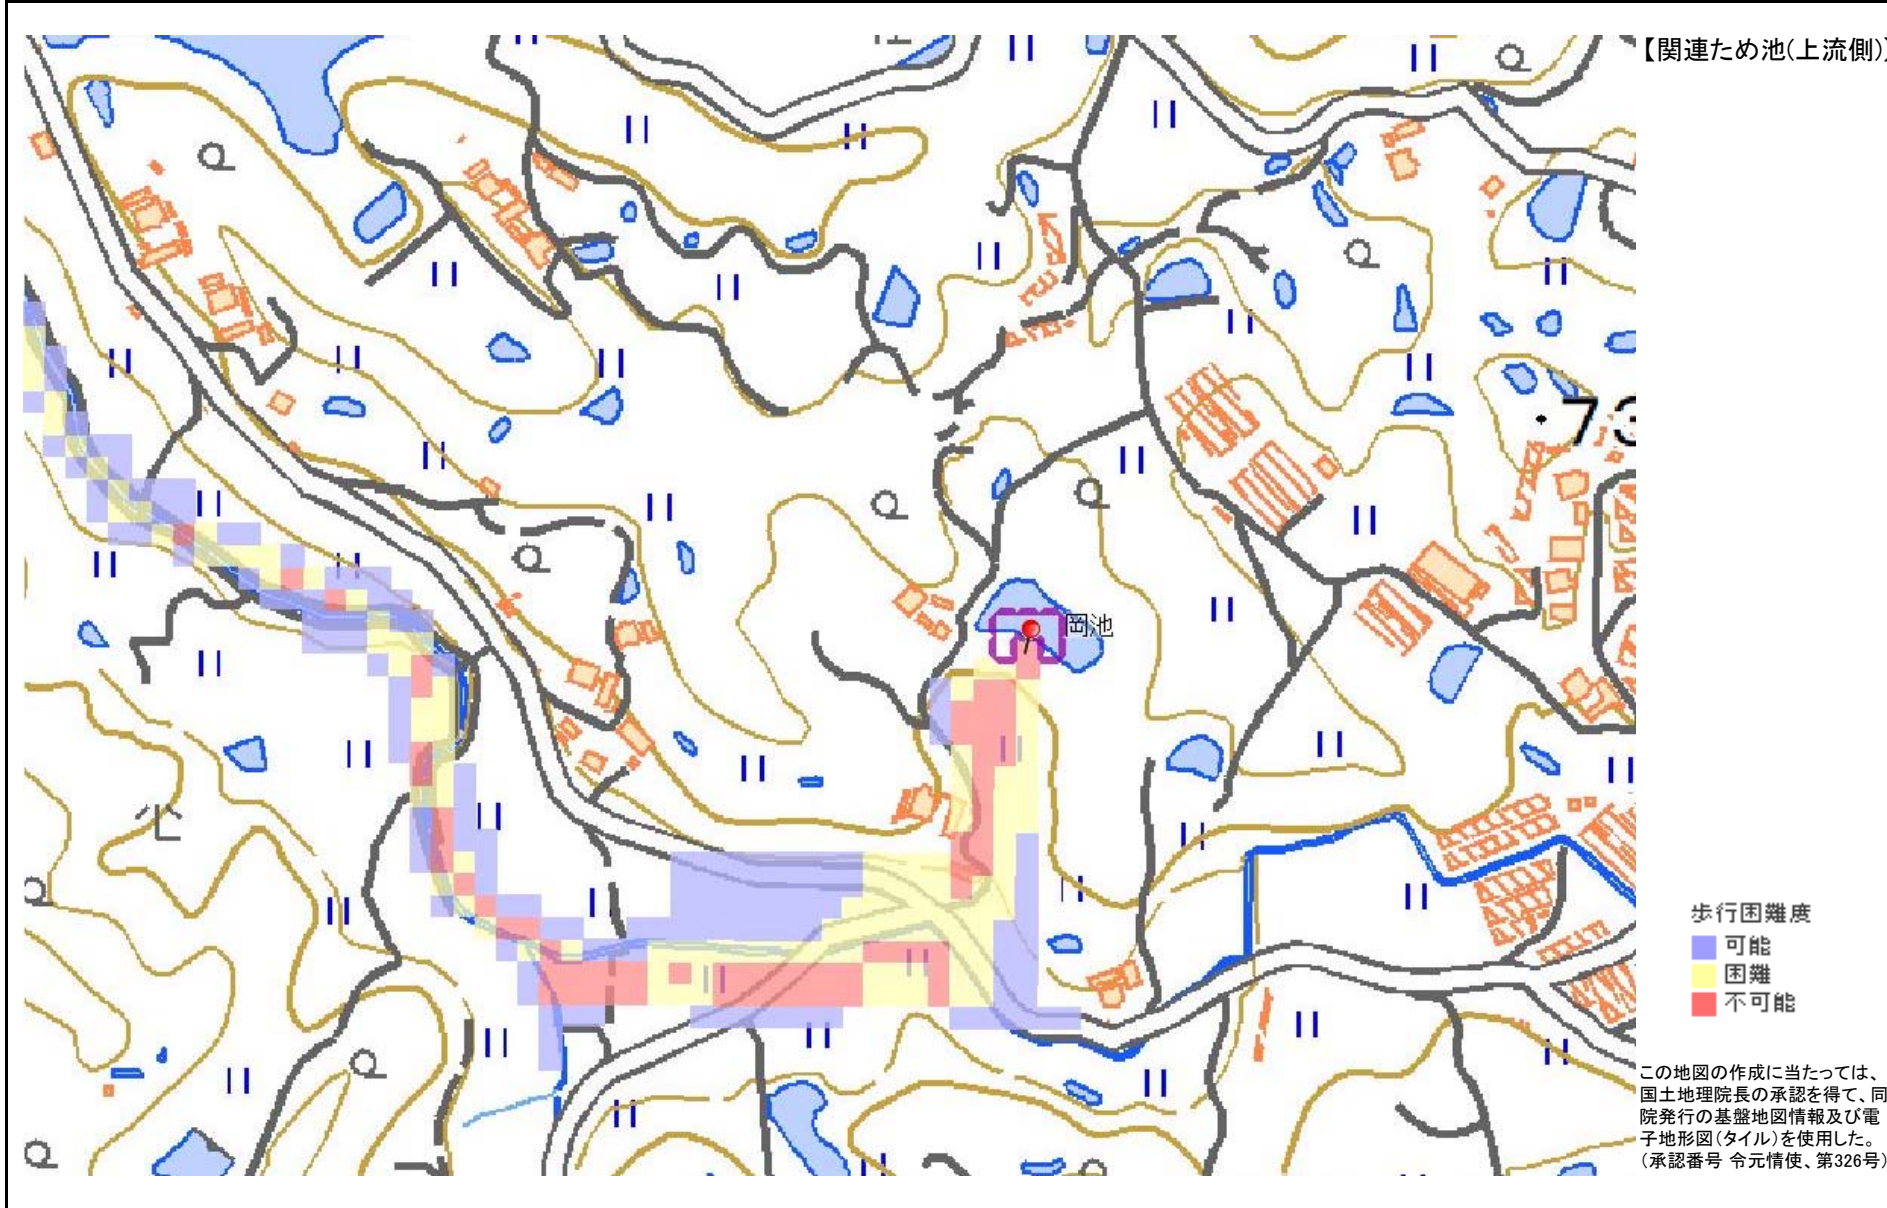 【関連ため池(上流側)】
73
岡池
歩行困難度
可能
困難
不可能
この地図の作成に当たっては、
国土地理院長の承認を得て、同
院発行の基盤地図情報及び電
子地形図(タイル)を使用した。
(承認番号 令元情使、第326号)